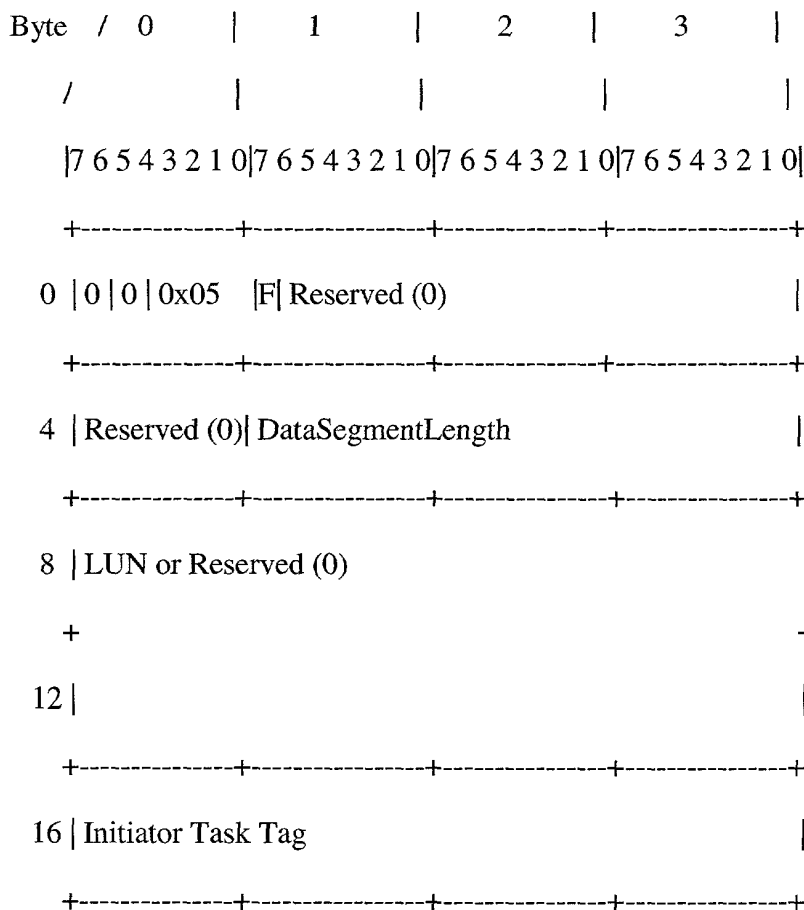 Byte / 0 | 1 | 2 | 3 |
/ | | | |
|7 6 5 4 3 2 1 0|7 6 5 4 3 2 1 0|7 6 5 4 3 2 1 0|7 6 5 4 3 2 1 0|
+---------------+---------------+---------------+---------------+
0 |0|0|0x05 |F| Reserved (0) |
+---------------+---------------+---------------+---------------+
4 |Reserved (0)| DataSegmentLength |
+---------------+---------------+---------------+---------------+
8 |LUN or Reserved (0)
+ -
12| |
+---------------+---------------+---------------+---------------+
16|Initiator Task Tag |
+---------------+---------------+---------------+---------------+